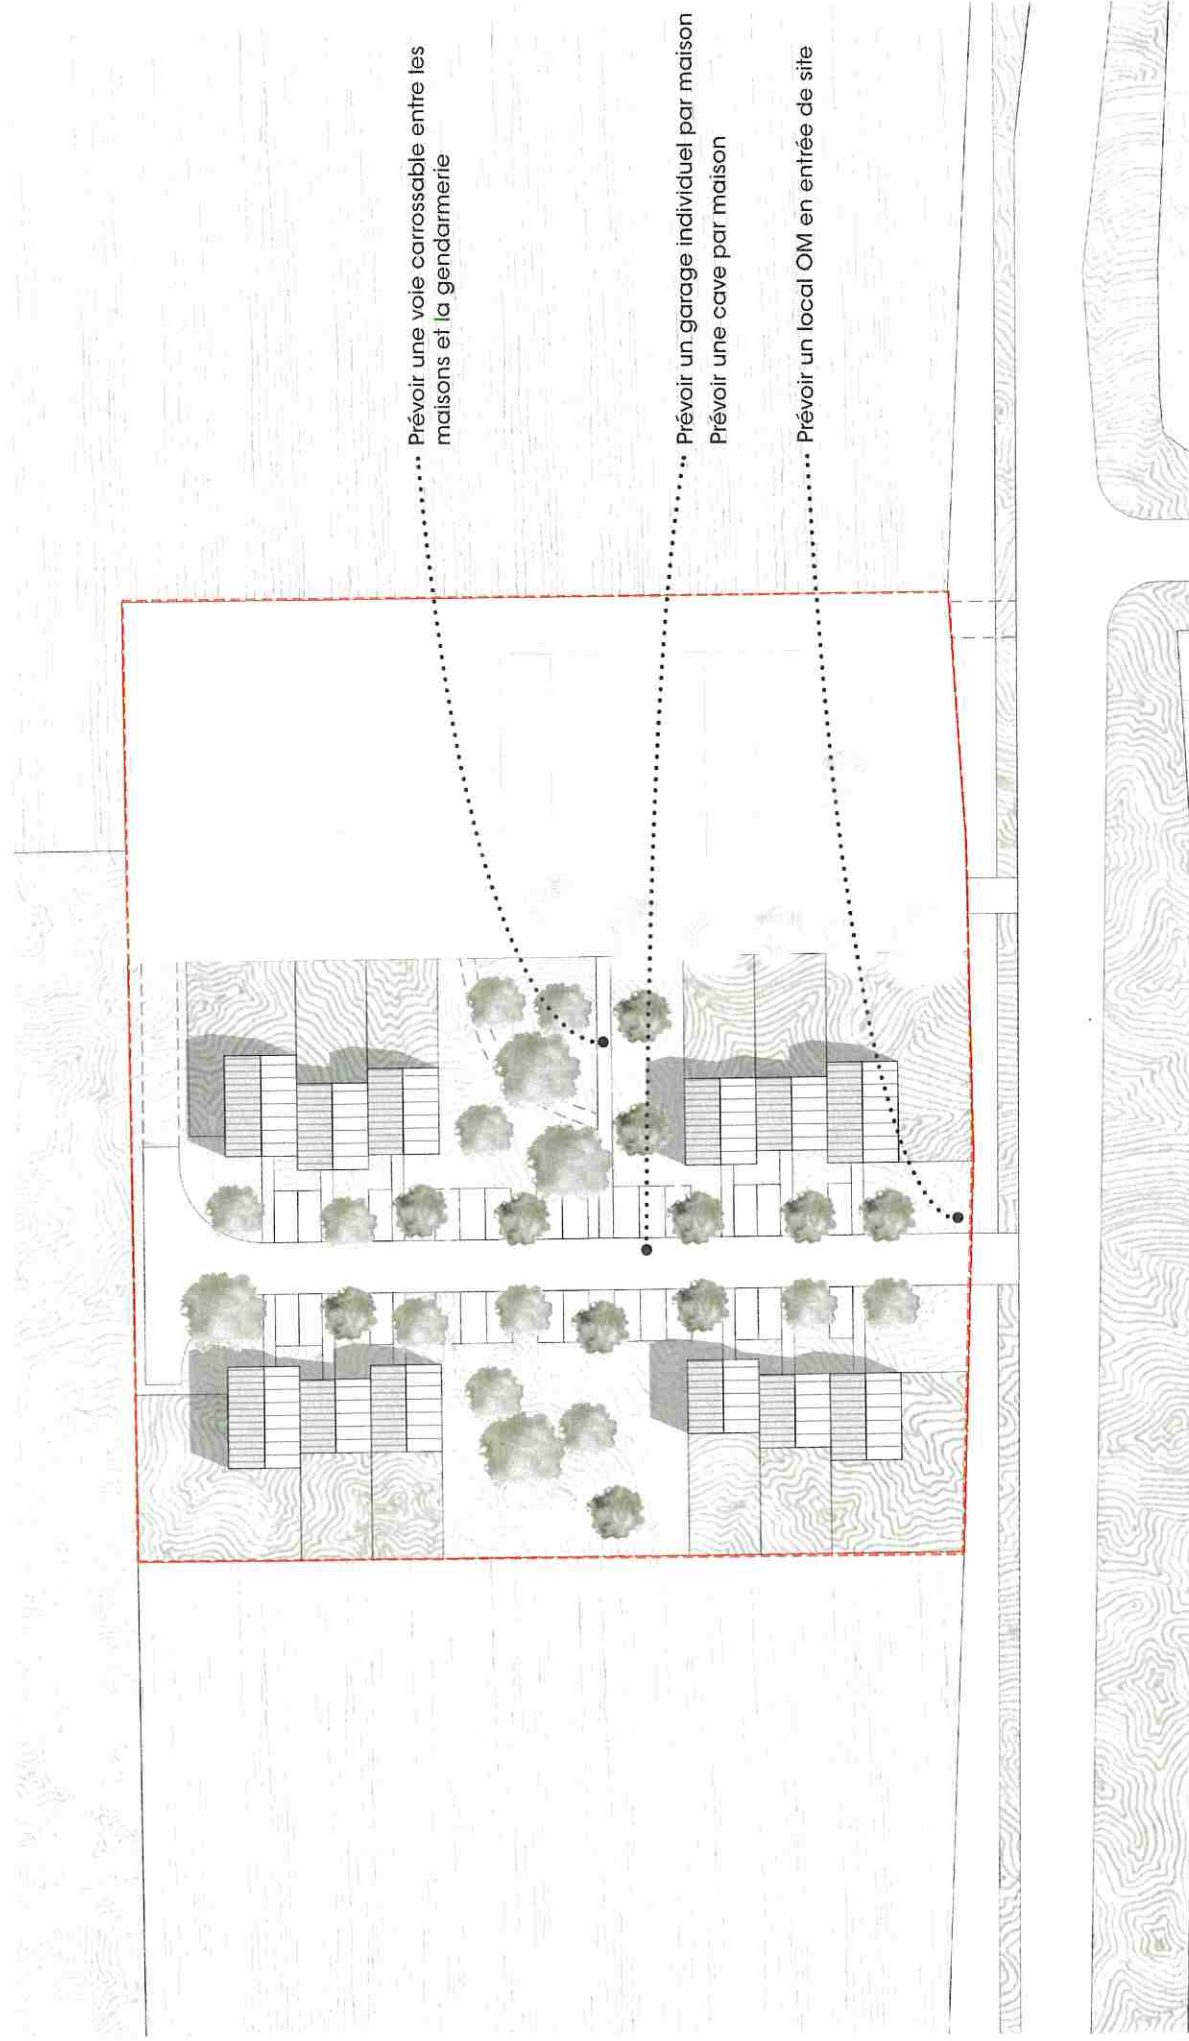 Prévoir une voie carrossable entre les
maisons et la gendarmerie
Prévoir un garage individuel par maison
Prévoir une cave par maison
Prévoir un local OM en entrée de site